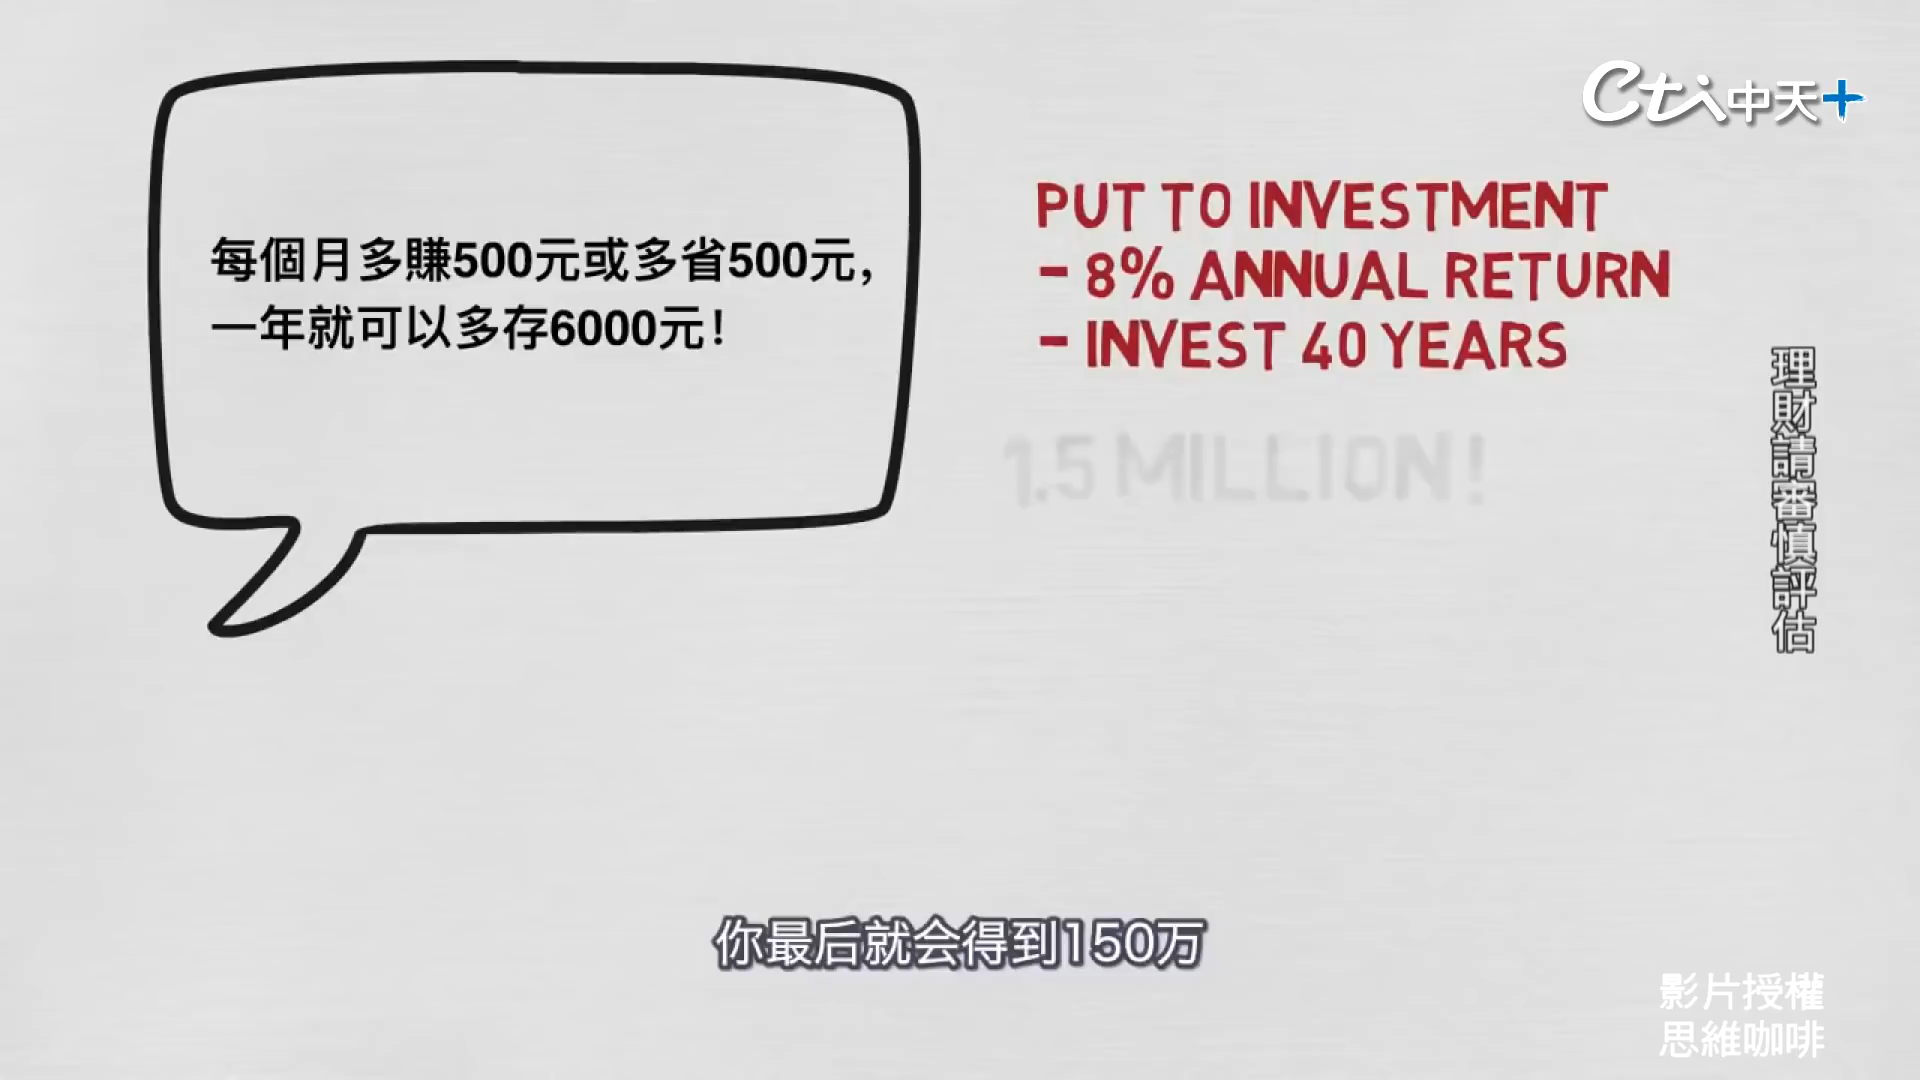 Cti中天+
每個月多賺500元或多省500元，
一年就可以多存6000元！
PUT TO INVESTMENT
- 8% ANNUAL RETURN
- INVEST 40 YEARS
1.5 MILLION!
理財請審慎評估
你最后就会得到150万
影片授權
思維咖啡